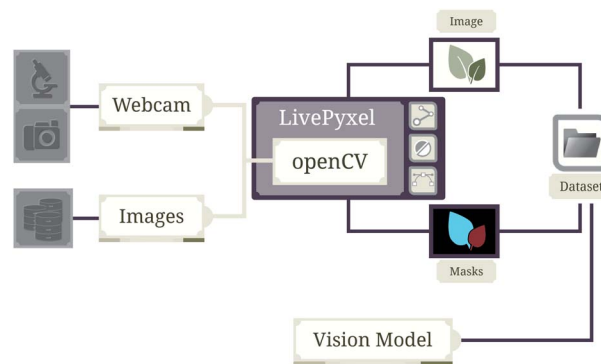 Image
Webcam
LivePyxel
openCV
Images
Dataset
Masks
Vision Model